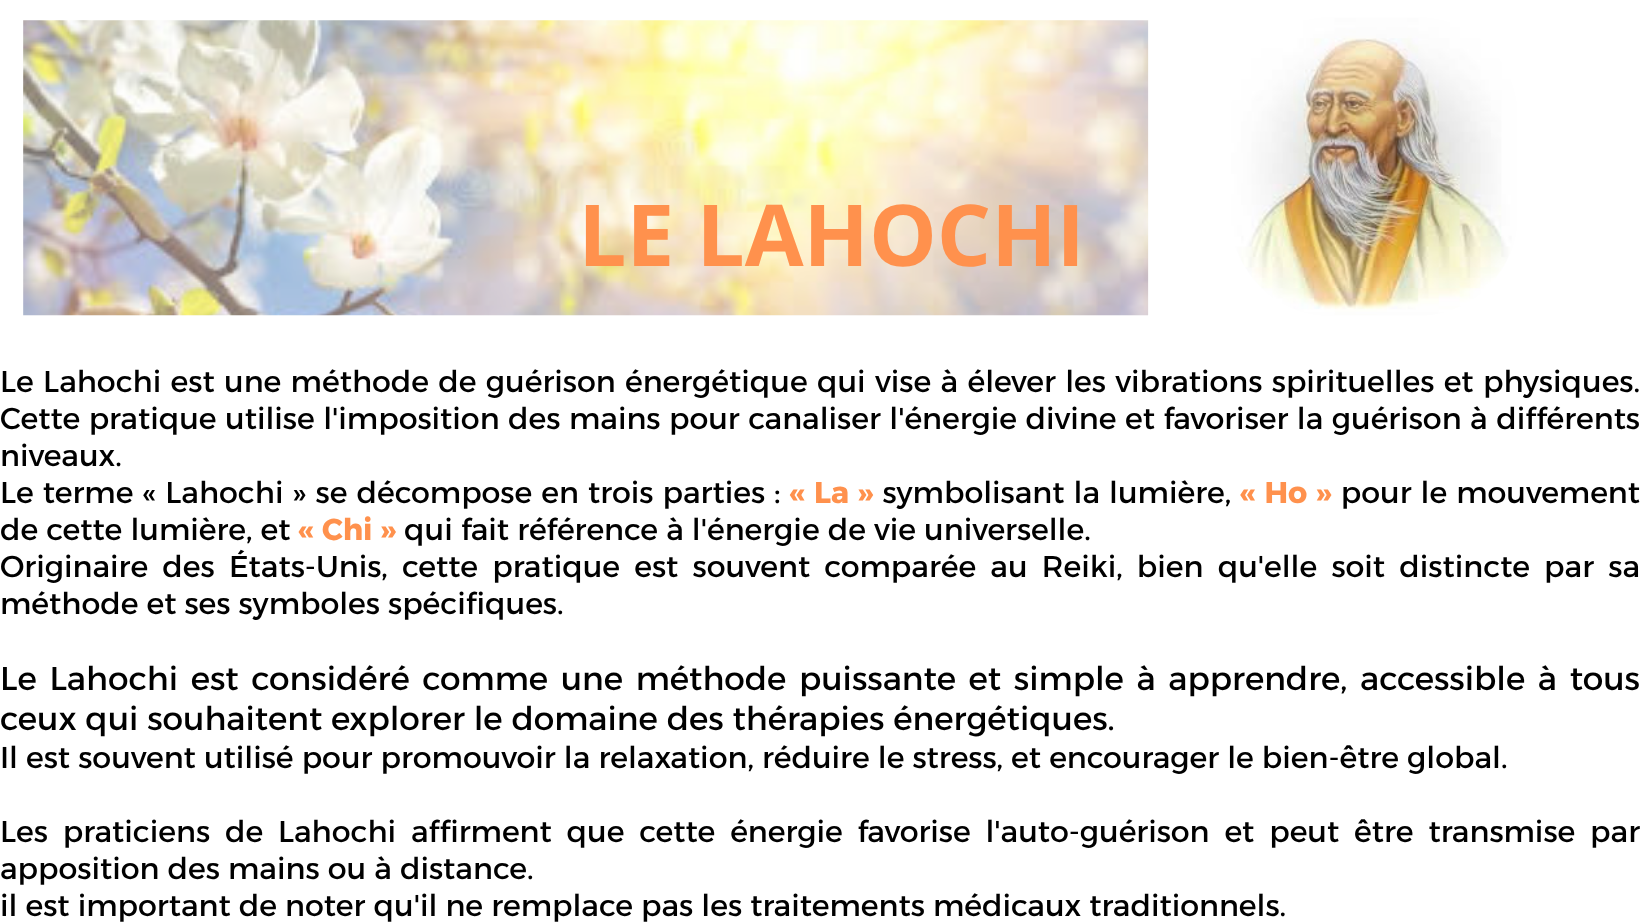 LE LAHOCHI
Le Lahochi est une méthode de guérison énergétique qui vise à élever les vibrations spirituelles et physiques.
Cette pratique utilise l'imposition des mains pour canaliser l'énergie divine et favoriser la guérison à différents
niveaux.
Le terme « Lahochi » se décompose en trois parties : « La » symbolisant la lumière, « Ho » pour le mouvement
de cette lumière, et « Chi » qui fait référence à l'énergie de vie universelle.
Originaire des États-Unis, cette pratique est souvent comparée au Reiki, bien qu'elle soit distincte par sa
méthode et ses symboles spécifiques.
Le Lahochi est considéré comme une méthode puissante et simple à apprendre, accessible à tous
ceux qui souhaitent explorer le domaine des thérapies énergétiques.
Il est souvent utilisé pour promouvoir la relaxation, réduire le stress, et encourager le bien-être global.
Les praticiens de Lahochi affirment que cette énergie favorise l'auto-guérison et peut être transmise par
apposition des mains ou à distance.
il est important de noter qu'il ne remplace pas les traitements médicaux traditionnels.